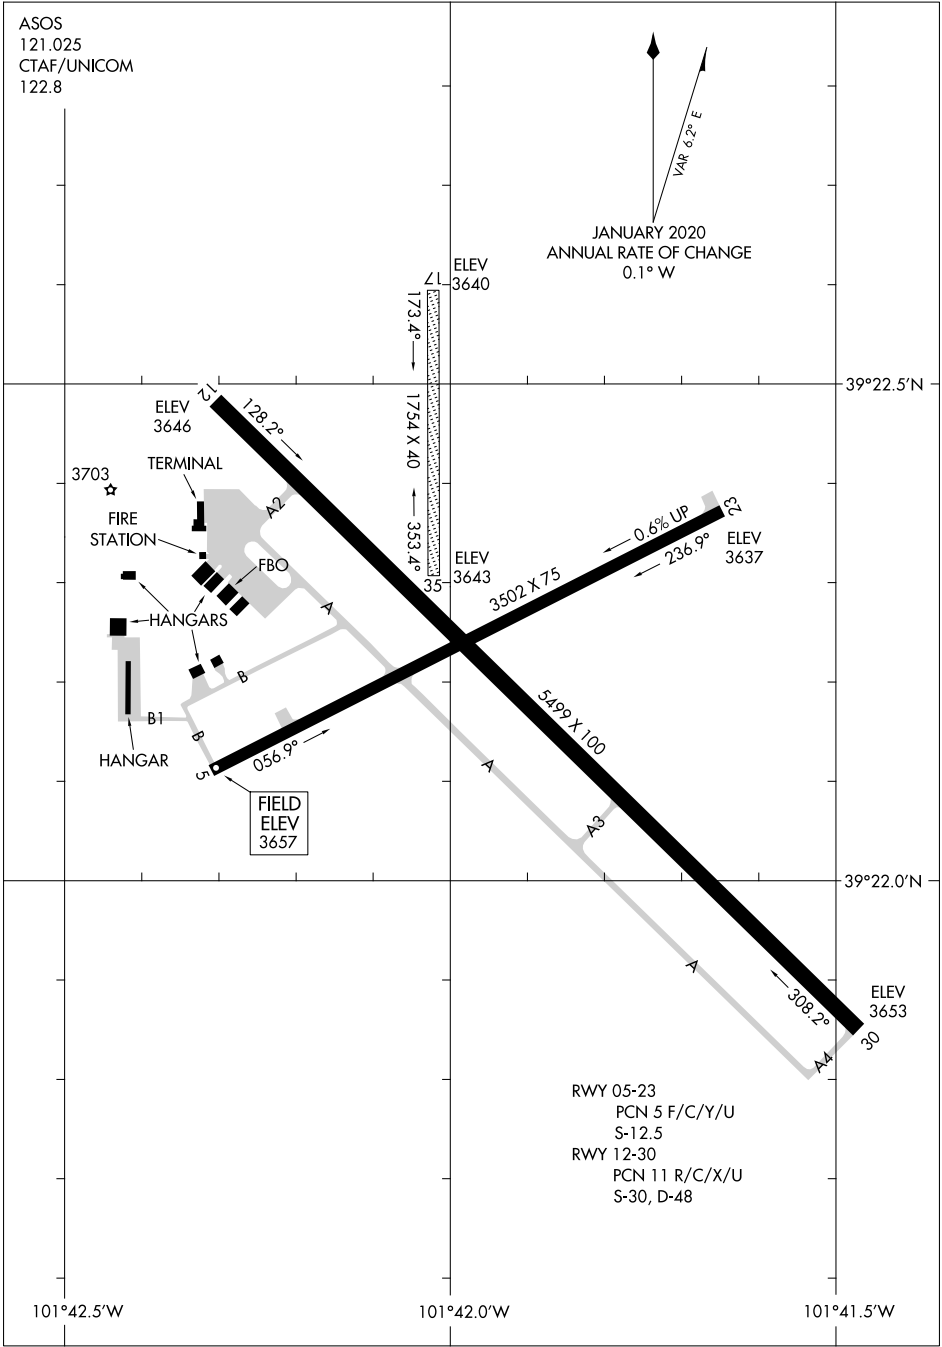 ASOS
121.025
CTAF/UNICOM
122.8
VAR 6.2° E
JANUARY 2020
ANNUAL RATE OF CHANGE
0.1° W
17
ELEV
3640
173.4°
1754 X 40
353.4°
35
ELEV
3643
39°22.5'N
12
ELEV
3646
128.2°
TERMINAL
3703
FIRE
STATION
A2
FBO
HANGARS
A
23
ELEV
3637
0.6% UP
236.9°
3502 X 75
B
B1
B
HANGAR
5
056.9°
FIELD
ELEV
3657
5499 X 100
A
A3
39°22.0'N
A
308.2°
ELEV
3653
30
A4
RWY 05-23
PCN 5 F/C/Y/U
S-12.5
RWY 12-30
PCN 11 R/C/X/U
S-30, D-48
101°42.5'W
101°42.0'W
101°41.5'W